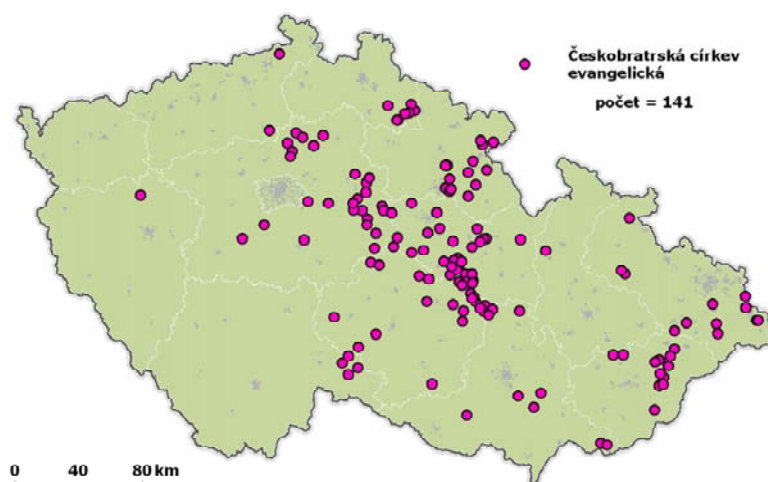 Českobratrská církev
evangelická
počet = 141
0 40 80 km